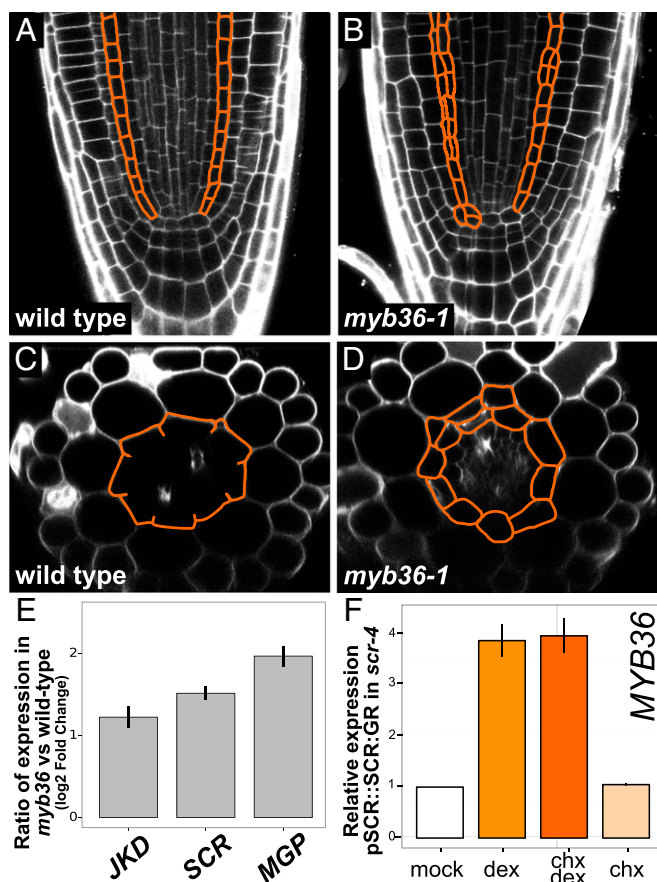 A
wild type
B
myb36-1
C
wild type
D
myb36-1
E
Ratio of expression in
myb36 vs wild-type
(log2 Fold Change)
2
1
0
JKD
SCR
MGP
F
Relative expression
pSCR::SCR:GR in scr-4
4
3
2
1
0
MYB36
mock
dex
chx
dex
chx